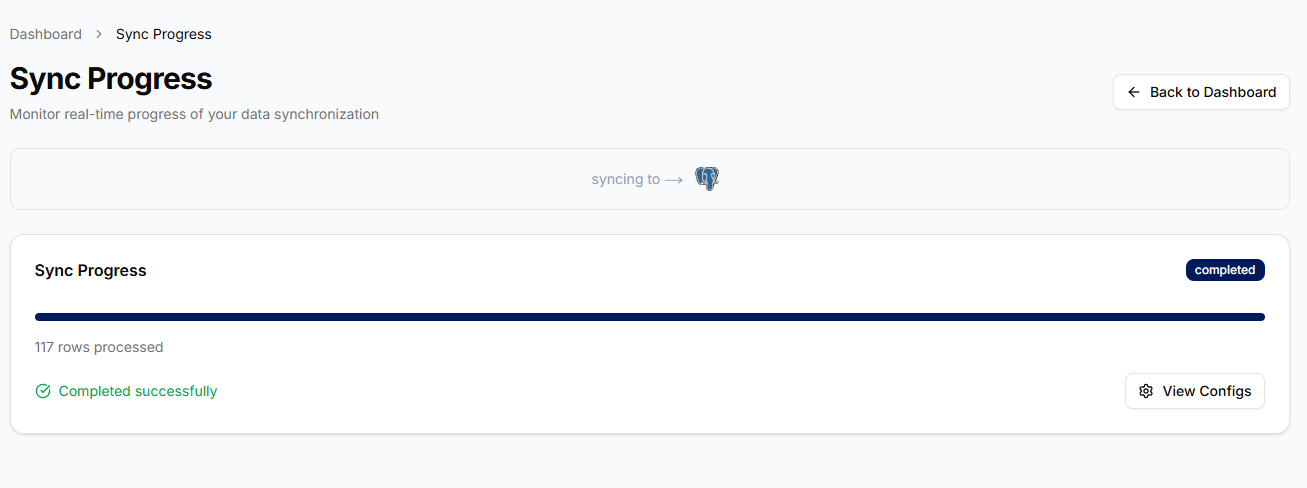 Dashboard > Sync Progress
Sync Progress
Back to Dashboard
Monitor real-time progress of your data synchronization
syncing to →
Sync Progress
completed
117 rows processed
Completed successfully
View Configs